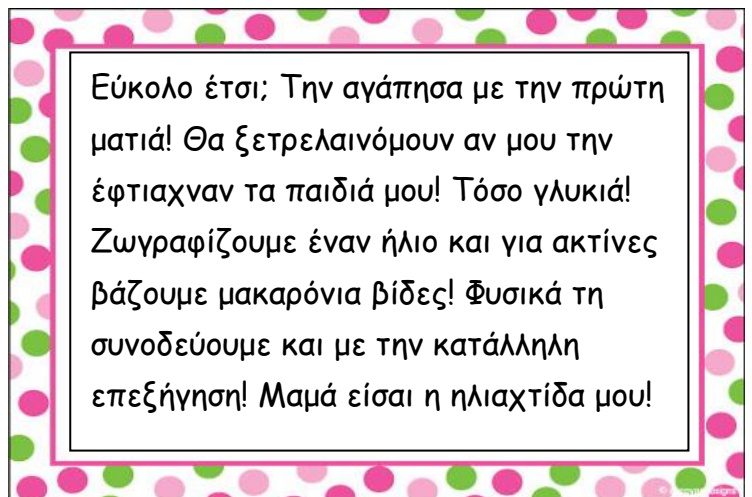 Εύκολο έτσι; Την αγάπησα με την πρώτη
ματιά! Θα ξετρελαινόμουν αν μου την
έφτιαχναν τα παιδιά μου! Τόσο γλυκιά!
Ζωγραφίζουμε έναν ήλιο και για ακτίνες
βάζουμε μακαρόνια βίδες! Φυσικά τη
συνοδεύουμε και με την κατάλληλη
επεξήγηση! Μαμά είσαι η ηλιαχτίδα μου!